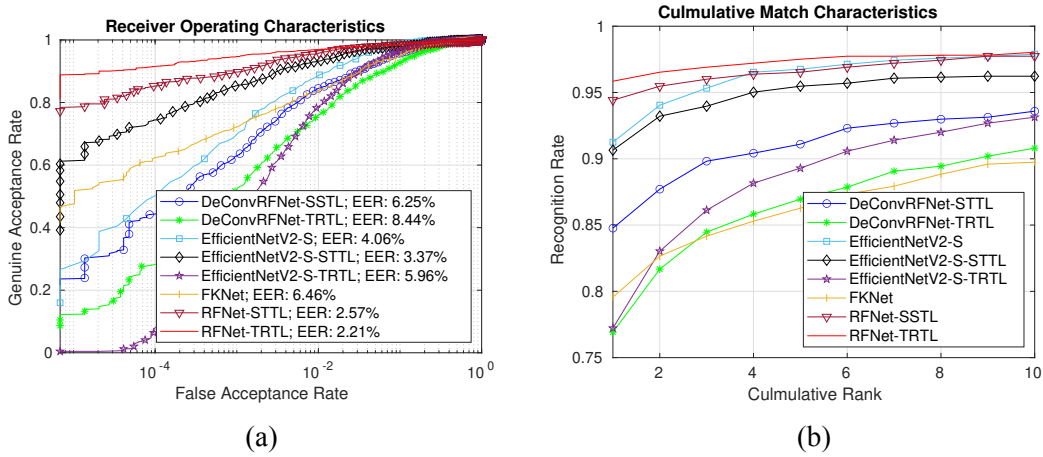 Receiver Operating Characteristics
Genuine Acceptance Rate
1
0.8
0.6
0.4
0.2
0
DeConvRFNet-SSTL; EER: 6.25%
DeConvRFNet-TRTL; EER: 8.44%
EfficientNetV2-S; EER: 4.06%
EfficientNetV2-S-STTL; EER: 3.37%
EfficientNetV2-S-TRTL; EER: 5.96%
FKNet; EER: 6.46%
RFNet-STTL; EER: 2.57%
RFNet-TRTL; EER: 2.21%
10^-4
10^-2
10^0
False Acceptance Rate
(a)
Culmulative Match Characteristics
Recognition Rate
1
0.95
0.9
0.85
0.8
0.75
DeConvRFNet-STTL
DeConvRFNet-TRTL
EfficientNetV2-S
EfficientNetV2-S-STTL
EfficientNetV2-S-TRTL
FKNet
RFNet-SSTL
RFNet-TRTL
2
4
6
8
10
Culmulative Rank
(b)